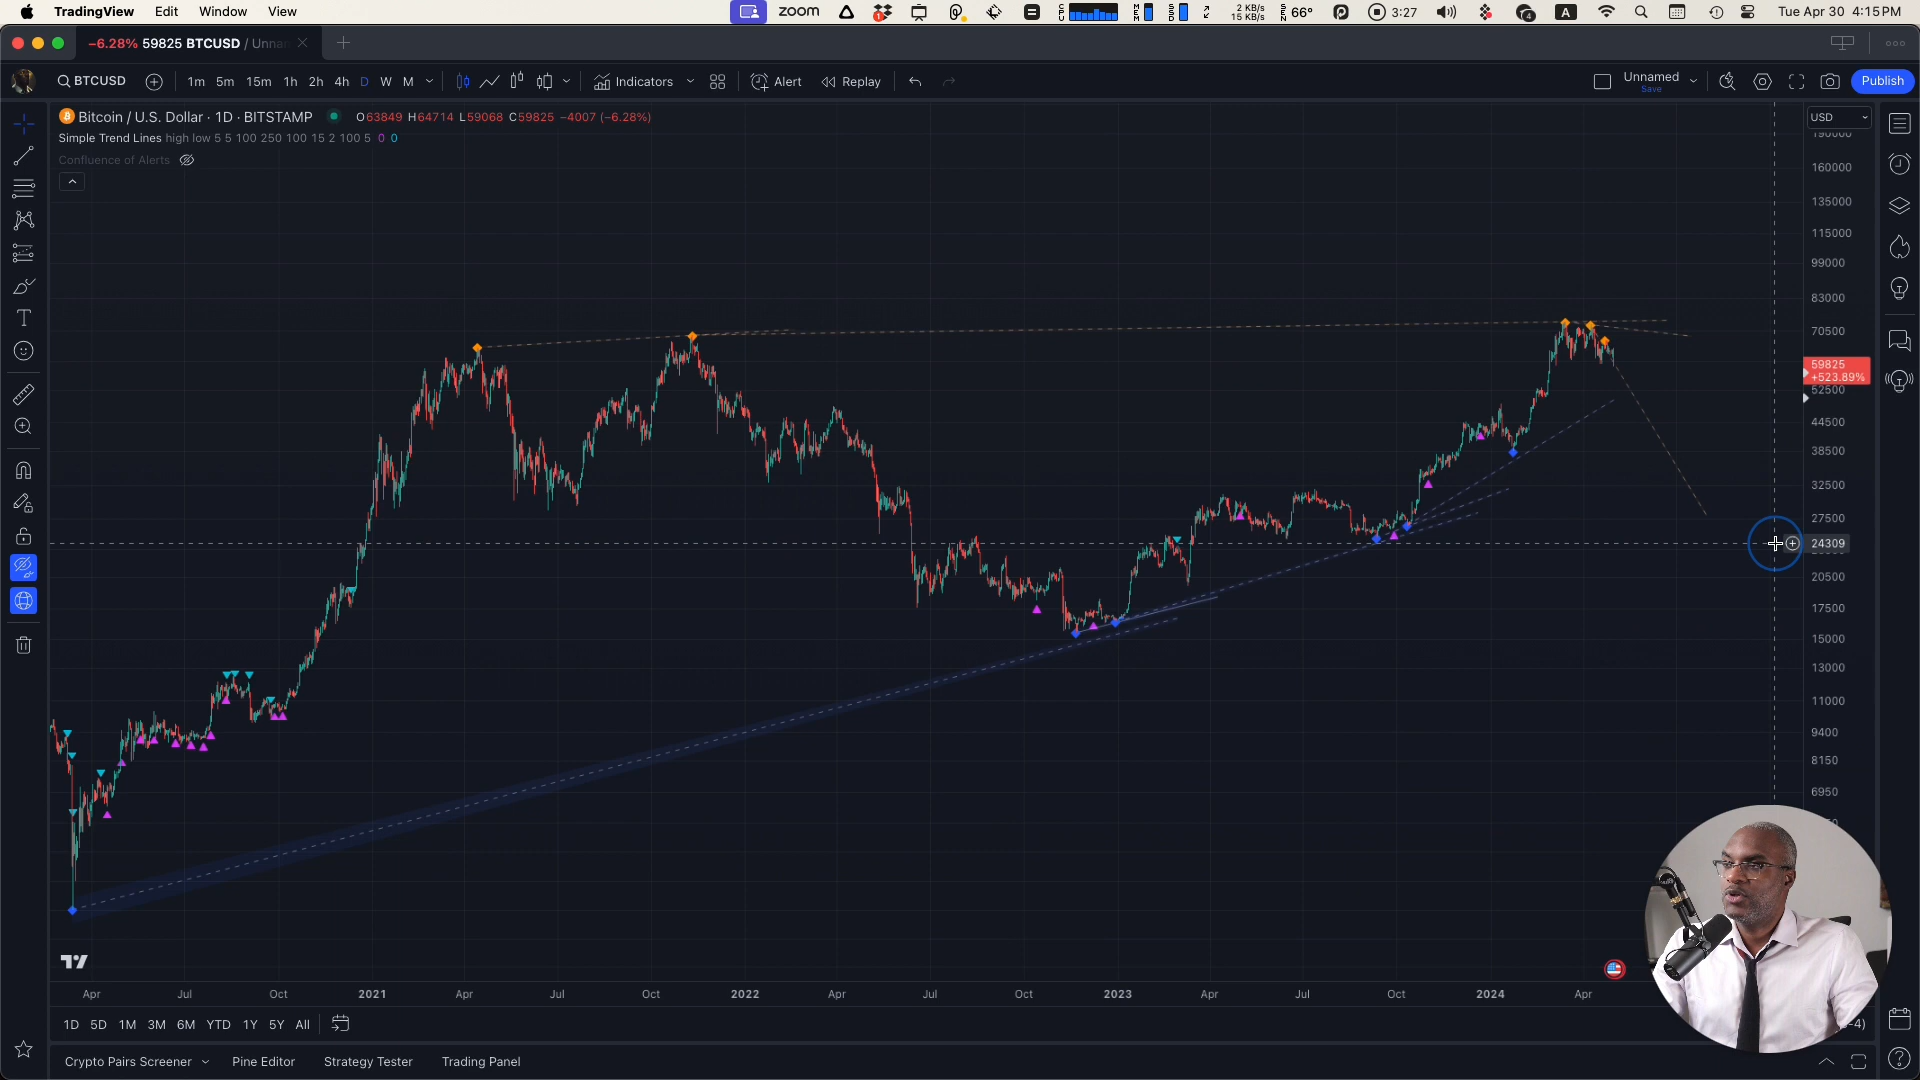 TradingView Edit Window View
zoom
2 KB/s
15 KB/s
66°
3:27
A
Tue Apr 30 4:15 PM
−6.28% 59825 BTCUSD / Unna
BTCUSD
1m 5m 15m 1h 2h 4h D W M
Indicators
Alert
Replay
Unnamed
Save
Publish
Bitcoin / U.S. Dollar · 1D · BITSTAMP
O63849 H64714 L59068 C59825 −4007 (−6.28%)
Simple Trend Lines high low 5 5 100 250 100 15 2 100 5 0 0
Confluence of Alerts
USD
190000
160000
135000
115000
99000
83000
70500
59825
+523.89%
52500
44500
38500
32500
27500
24309
20500
17500
15000
13000
11000
9400
8150
6950
Apr Jul Oct 2021 Apr Jul Oct 2022 Apr Jul Oct 2023 Apr Jul Oct 2024 Apr
1D 5D 1M 3M 6M YTD 1Y 5Y All
-4)
Crypto Pairs Screener Pine Editor Strategy Tester Trading Panel